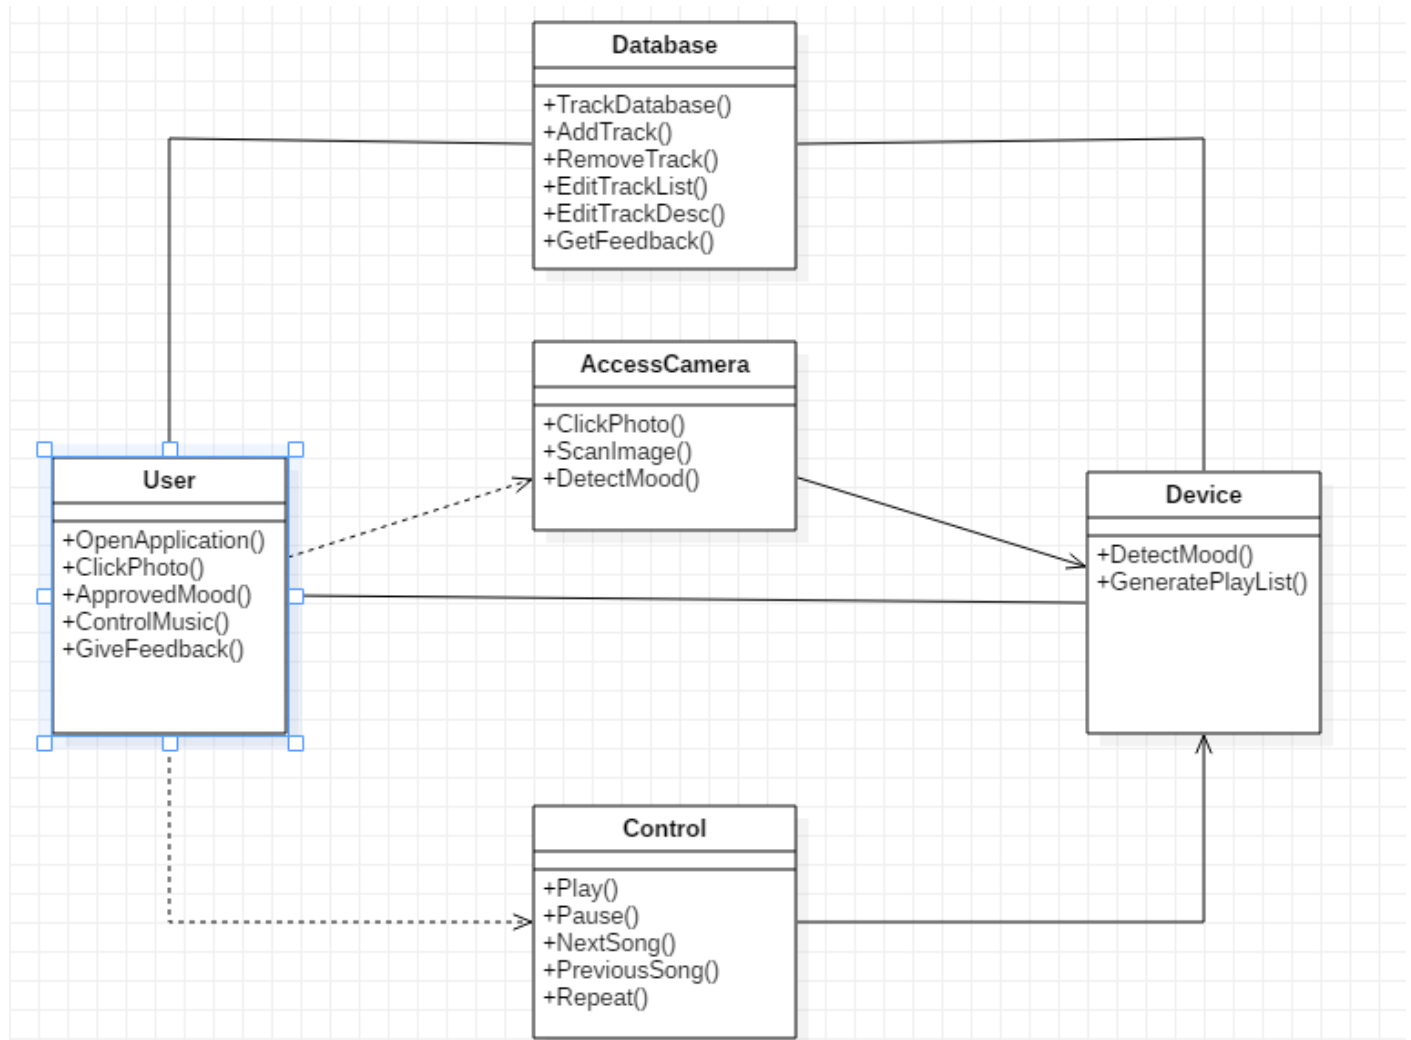 Database
+TrackDatabase()
+AddTrack()
+RemoveTrack()
+EditTrackList()
+EditTrackDesc()
+GetFeedback()
AccessCamera
+ClickPhoto()
+ScanImage()
+DetectMood()
User
+OpenApplication()
+ClickPhoto()
+ApprovedMood()
+ControlMusic()
+GiveFeedback()
Device
+DetectMood()
+GeneratePlayList()
Control
+Play()
+Pause()
+NextSong()
+PreviousSong()
+Repeat()